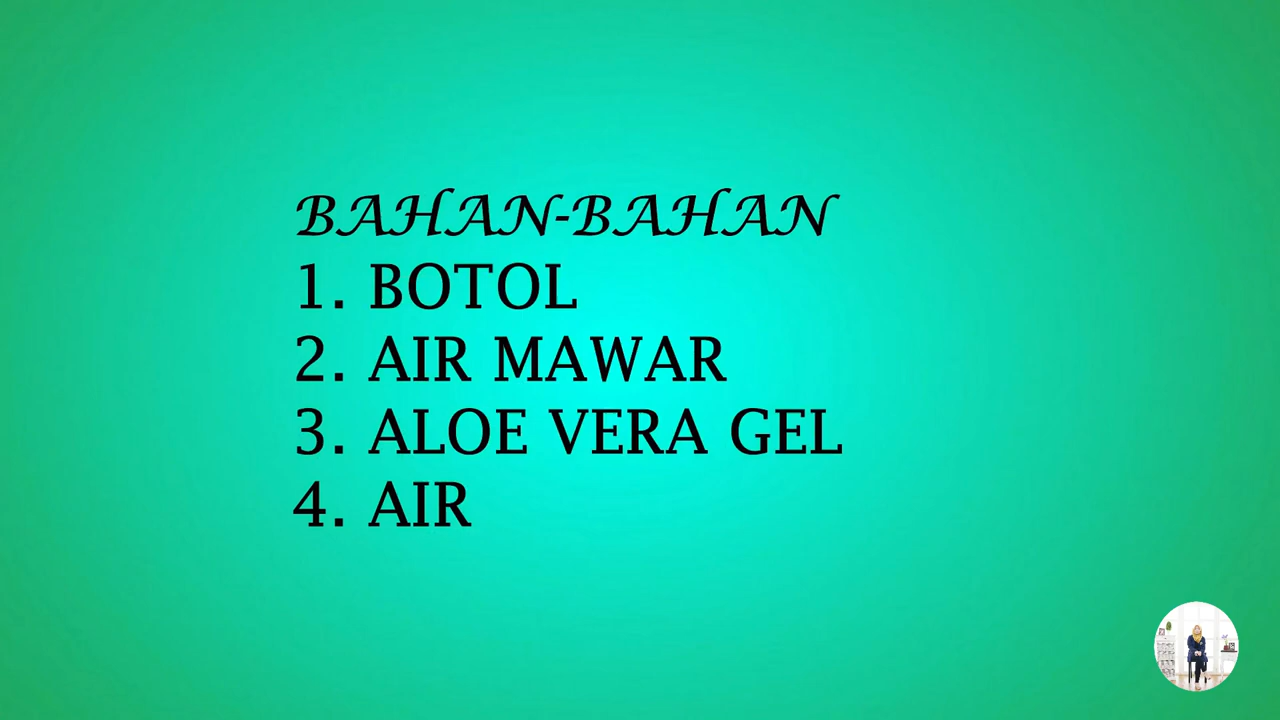 BAHAN-BAHAN
1. BOTOL
2. AIR MAWAR
3. ALOE VERA GEL
4. AIR